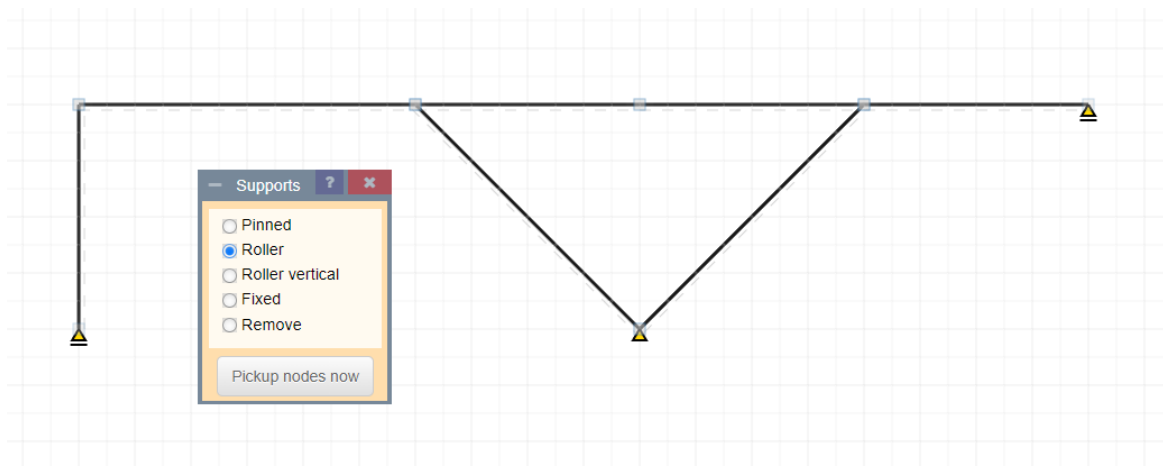 Supports ?
Pinned
Roller
Roller vertical
Fixed
Remove
Pickup nodes now